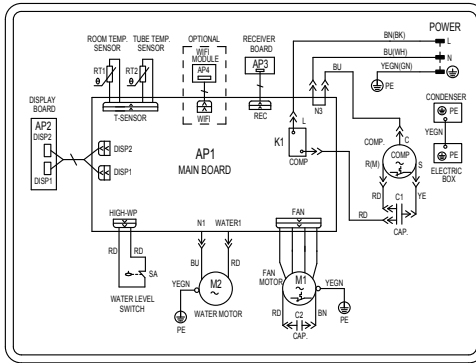 ROOM TEMP. SENSOR
TUBE TEMP. SENSOR
OPTIONAL
WIFI MODULE
RECEIVER BOARD
POWER
BN(BK)
L
BU(WH)
N
YEGN(GN)
PE
RT1
θ
RT2
θ
AP4
AP3
BU
DISPLAY BOARD
T-SENSOR
WIFI
REC
N3
CONDENSER
AP2
DISP2
DISP1
DISP2
DISP1
AP1
MAIN BOARD
K1
L
COMP
COMP.
C
COMP
R(M)
S
PE
YEGN
PE
ELECTRIC BOX
RD
C1
YE
RD
CAP.
HIGH-WP
N1
WATER1
FAN
RD
RD
SA
WATER LEVEL SWITCH
BU
RD
YEGN
M2
~
PE
WATER MOTOR
FAN MOTOR
M1
~
YEGN
PE
RD
BN
C2
CAP.